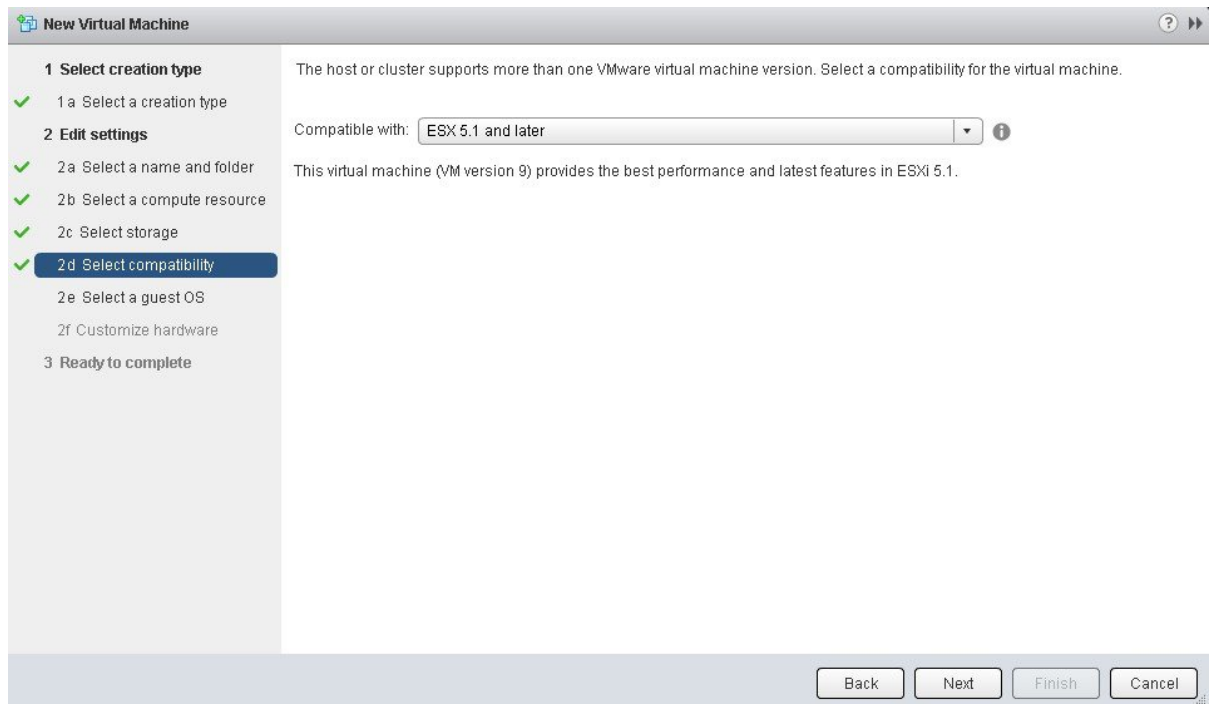 New Virtual Machine
?
1 Select creation type
1a Select a creation type
2 Edit settings
2a Select a name and folder
2b Select a compute resource
2c Select storage
2d Select compatibility
2e Select a guest OS
2f Customize hardware
3 Ready to complete
The host or cluster supports more than one VMware virtual machine version. Select a compatibility for the virtual machine.
Compatible with: ESX 5.1 and later
This virtual machine (VM version 9) provides the best performance and latest features in ESXi 5.1.
Back Next Finish Cancel